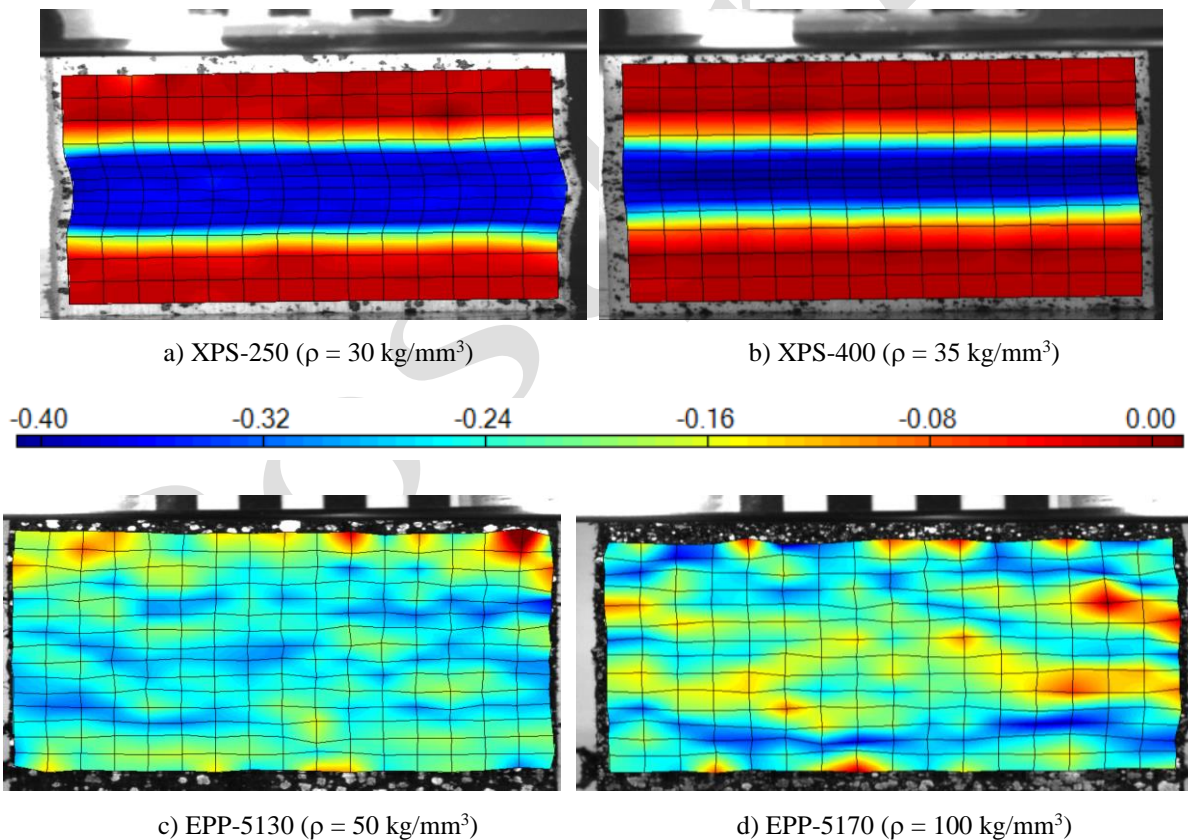 a) XPS-250 (ρ = 30 kg/mm³) b) XPS-400 (ρ = 35 kg/mm³)
-0.40 -0.32 -0.24 -0.16 -0.08 0.00
c) EPP-5130 (ρ = 50 kg/mm³) d) EPP-5170 (ρ = 100 kg/mm³)